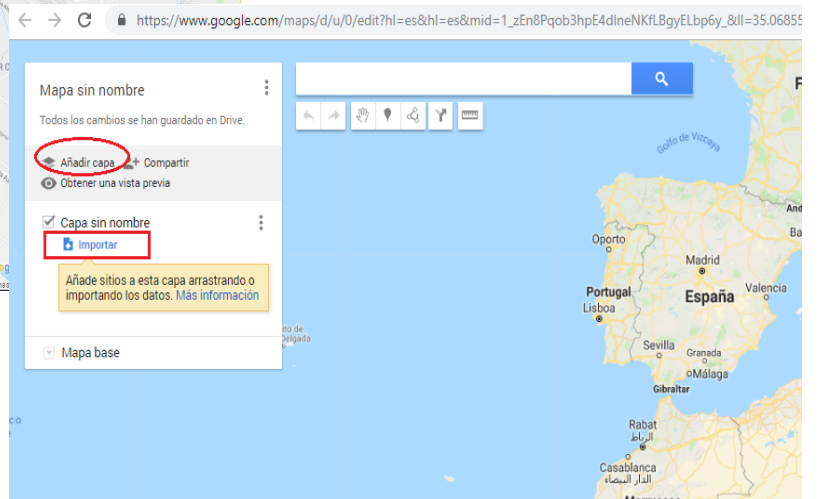 https://www.google.com/maps/d/u/0/edit?hl=es&hl=es&mid=1_zEn8Pqob3hpE4dIneNKfLBgyELbp6y_&ll=35.06855
Mapa sin nombre
Todos los cambios se han guardado en Drive.
Añadir capa Compartir
Obtener una vista previa
Capa sin nombre
Importar
Añade sitios a esta capa arrastrando o
importando los datos. Más información
Mapa base
Golfo de Vizcaya
And
Oporto
Ba
Madrid
Portugal
España
Valencia
Lisboa
Sevilla
Granada
Málaga
Gibraltar
Rabat
الرباط
Casablanca
الدار البيضاء